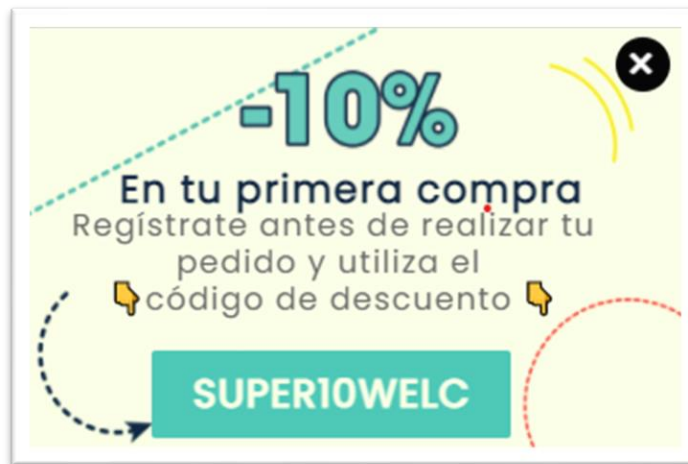 -10%
En tu primera compra
Regístrate antes de realizar tu
pedido y utiliza el
👇código de descuento 👇
SUPER10WELC